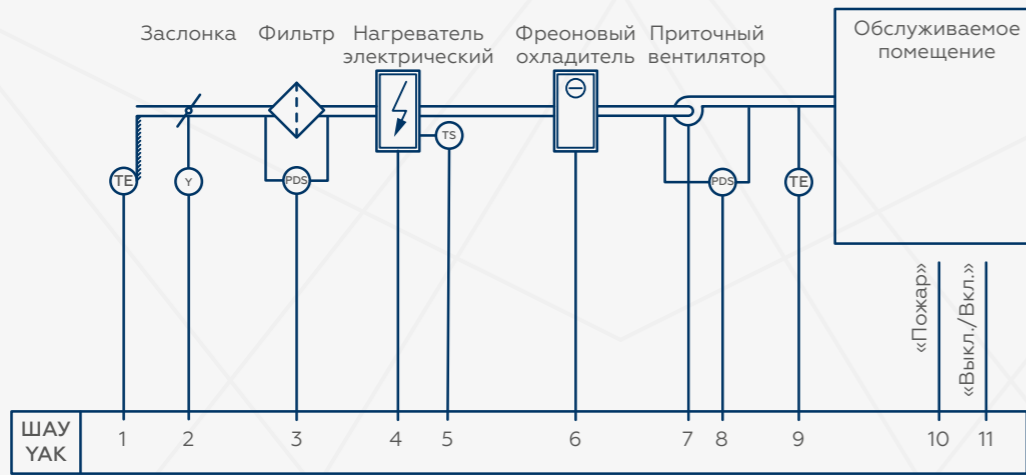 Заслонка
Фильтр
Нагреватель
электрический
Фреоновый
охладитель
Приточный
вентилятор
Обслуживаемое
помещение
TS
TE
Y
PDS
PDS
TE
«Пожар»
«Выкл./Вкл.»
ШАУ
YAK
1
2
3
4
5
6
7
8
9
10
11